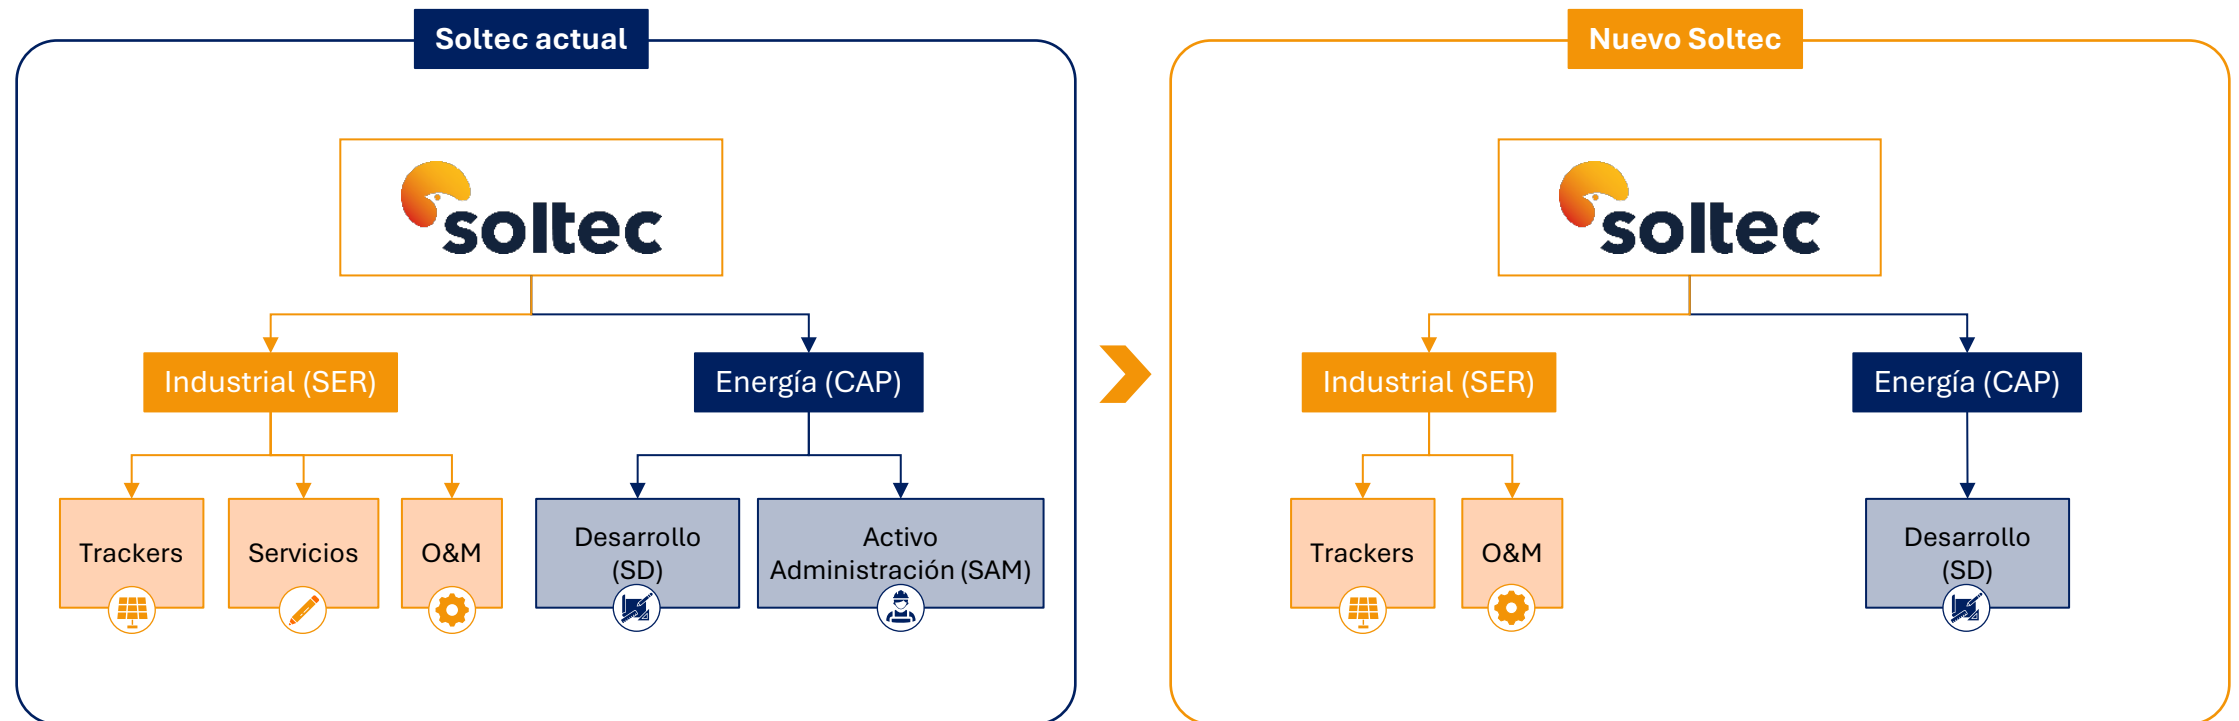 Soltec actual
soltec
Industrial (SER)
Energía (CAP)
Trackers
Servicios
O&M
Desarrollo
(SD)
Activo
Administración (SAM)
Nuevo Soltec
soltec
Industrial (SER)
Energía (CAP)
Trackers
O&M
Desarrollo
(SD)